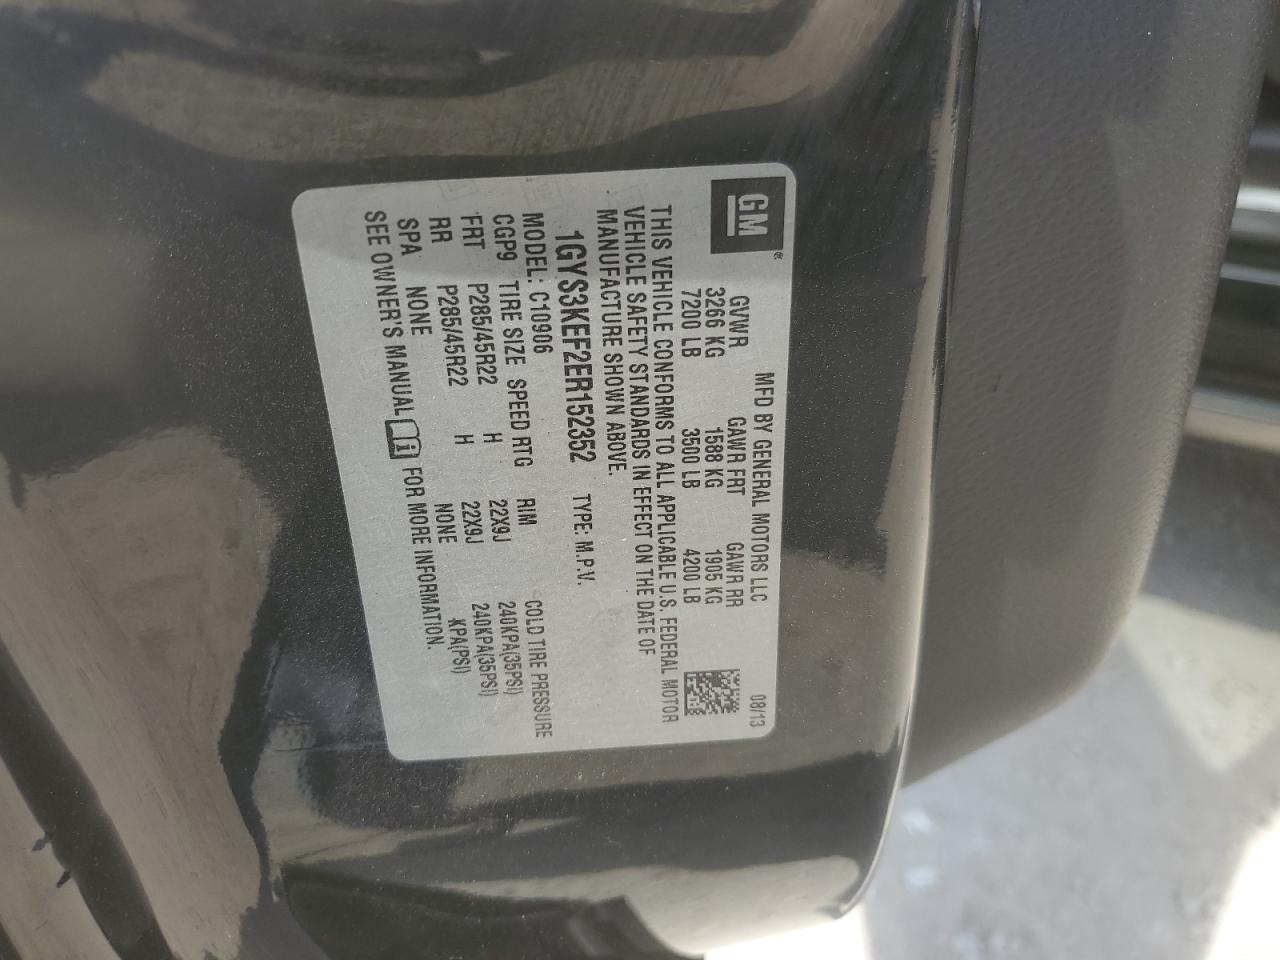 GM
MFD BY GENERAL MOTORS LLC 08/13
GVWR GAWR FRT GAWR RR
3266 KG 1588 KG 1905 KG
7200 LB 3500 LB 4200 LB
THIS VEHICLE CONFORMS TO ALL APPLICABLE U.S. FEDERAL MOTOR
VEHICLE SAFETY STANDARDS IN EFFECT ON THE DATE OF
MANUFACTURE SHOWN ABOVE.
1GYS3KEF2ER152352 TYPE: M.P.V.
MODEL: C10906
CGP9 TIRE SIZE SPEED RTG RIM COLD TIRE PRESSURE
FRT P285/45R22 H 22X9J 240KPA(35PSI)
RR P285/45R22 H 22X9J 240KPA(35PSI)
SPA NONE NONE KPA(PSI)
SEE OWNER'S MANUAL i FOR MORE INFORMATION.